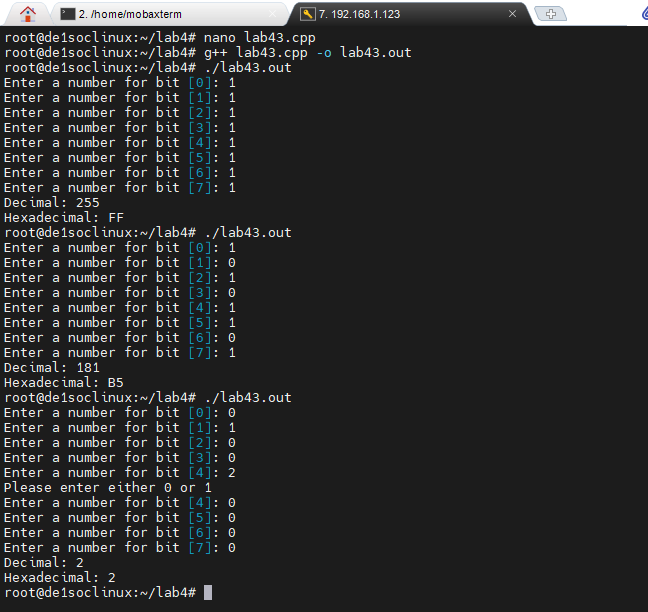 2. /home/mobaxterm
7. 192.168.1.123
root@de1soclinux:~/lab4# nano lab43.cpp
root@de1soclinux:~/lab4# g++ lab43.cpp -o lab43.out
root@de1soclinux:~/lab4# ./lab43.out
Enter a number for bit [0]: 1
Enter a number for bit [1]: 1
Enter a number for bit [2]: 1
Enter a number for bit [3]: 1
Enter a number for bit [4]: 1
Enter a number for bit [5]: 1
Enter a number for bit [6]: 1
Enter a number for bit [7]: 1
Decimal: 255
Hexadecimal: FF
root@de1soclinux:~/lab4# ./lab43.out
Enter a number for bit [0]: 1
Enter a number for bit [1]: 0
Enter a number for bit [2]: 1
Enter a number for bit [3]: 0
Enter a number for bit [4]: 1
Enter a number for bit [5]: 1
Enter a number for bit [6]: 0
Enter a number for bit [7]: 1
Decimal: 181
Hexadecimal: B5
root@de1soclinux:~/lab4# ./lab43.out
Enter a number for bit [0]: 0
Enter a number for bit [1]: 1
Enter a number for bit [2]: 0
Enter a number for bit [3]: 0
Enter a number for bit [4]: 2
Please enter either 0 or 1
Enter a number for bit [4]: 0
Enter a number for bit [5]: 0
Enter a number for bit [6]: 0
Enter a number for bit [7]: 0
Decimal: 2
Hexadecimal: 2
root@de1soclinux:~/lab4#